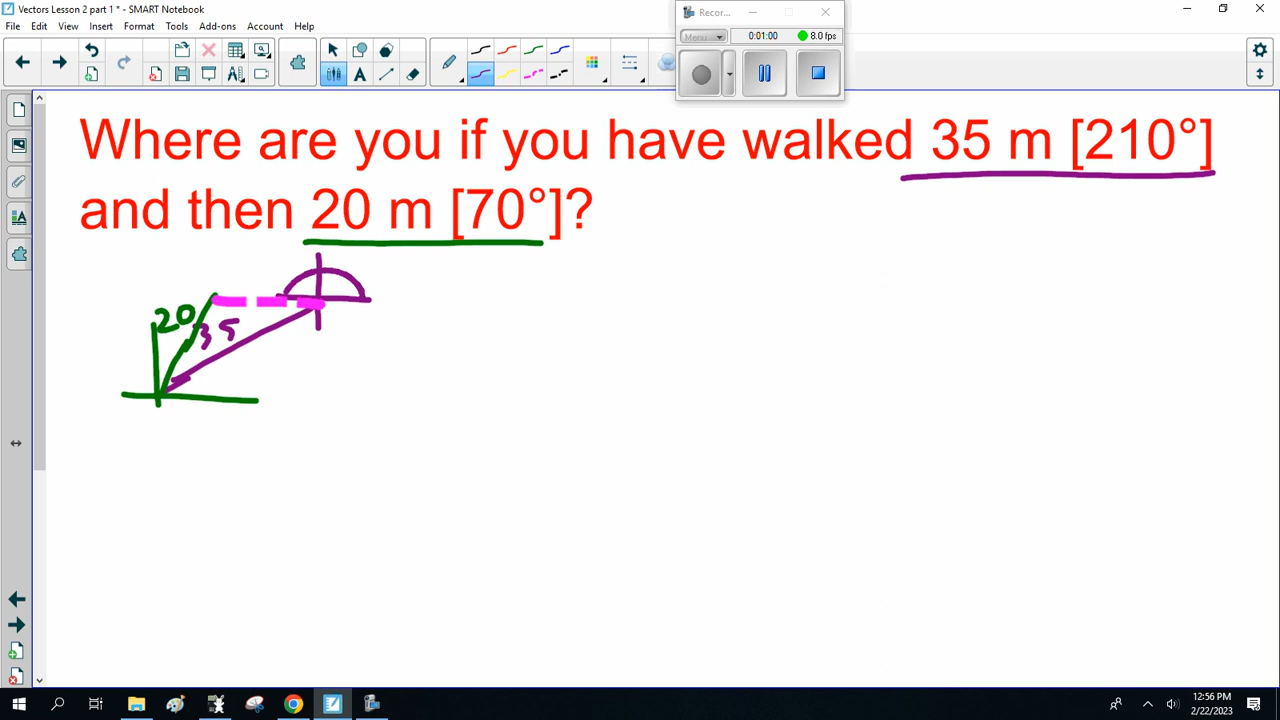 Vectors Lesson 2 part 1 * - SMART Notebook
Recor...
File Edit View Insert Format Tools Add-ons Account Help
Menu 0:01:00 8.0 fps
A
A
Where are you if you have walked 35 m [210°]
and then 20 m [70°]?
20
35
12:56 PM
2/22/2023